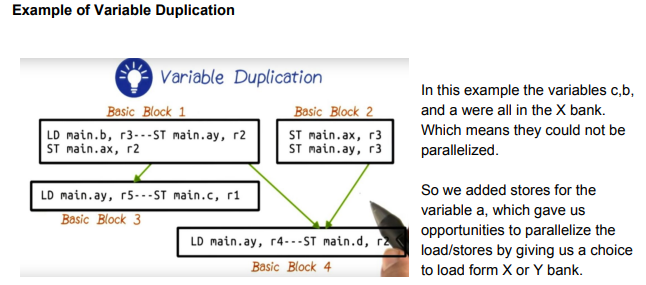 Example of Variable Duplication
Variable Duplication
Basic Block 1
LD main.b, r3---ST main.ay, r2
ST main.ax, r2
Basic Block 2
ST main.ax, r3
ST main.ay, r3
LD main.ay, r5---ST main.c, r1
Basic Block 3
LD main.ay, r4---ST main.d, r2
Basic Block 4
In this example the variables c,b,
and a were all in the X bank.
Which means they could not be
parallelized.
So we added stores for the
variable a, which gave us
opportunities to parallelize the
load/stores by giving us a choice
to load form X or Y bank.